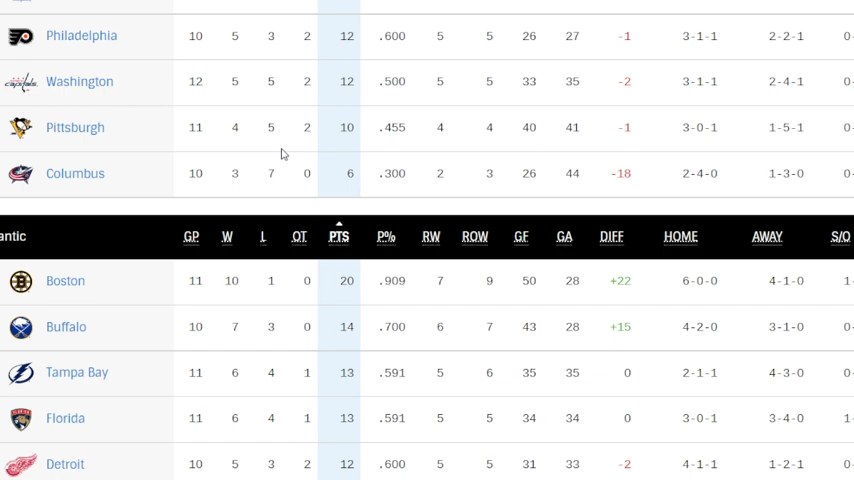 Philadelphia 10 5 3 2 12 .600 5 5 26 27 -1 3-1-1 2-2-1 0-
Washington 12 5 5 2 12 .500 5 5 33 35 -2 3-1-1 2-4-1 0-
Pittsburgh 11 4 5 2 10 .455 4 4 40 41 -1 3-0-1 1-5-1 0-
Columbus 10 3 7 0 6 .300 2 3 26 44 -18 2-4-0 1-3-0 0-
antic GP W L OT PTS P% RW ROW GF GA DIFF HOME AWAY S/O
Boston 11 10 1 0 20 .909 7 9 50 28 +22 6-0-0 4-1-0 1-
Buffalo 10 7 3 0 14 .700 6 7 43 28 +15 4-2-0 3-1-0 0-
Tampa Bay 11 6 4 1 13 .591 5 6 35 35 0 2-1-1 4-3-0 0-
Florida 11 6 4 1 13 .591 5 5 34 34 0 3-0-1 3-4-0 1-
Detroit 10 5 3 2 12 .600 5 5 31 33 -2 4-1-1 1-2-1 0-